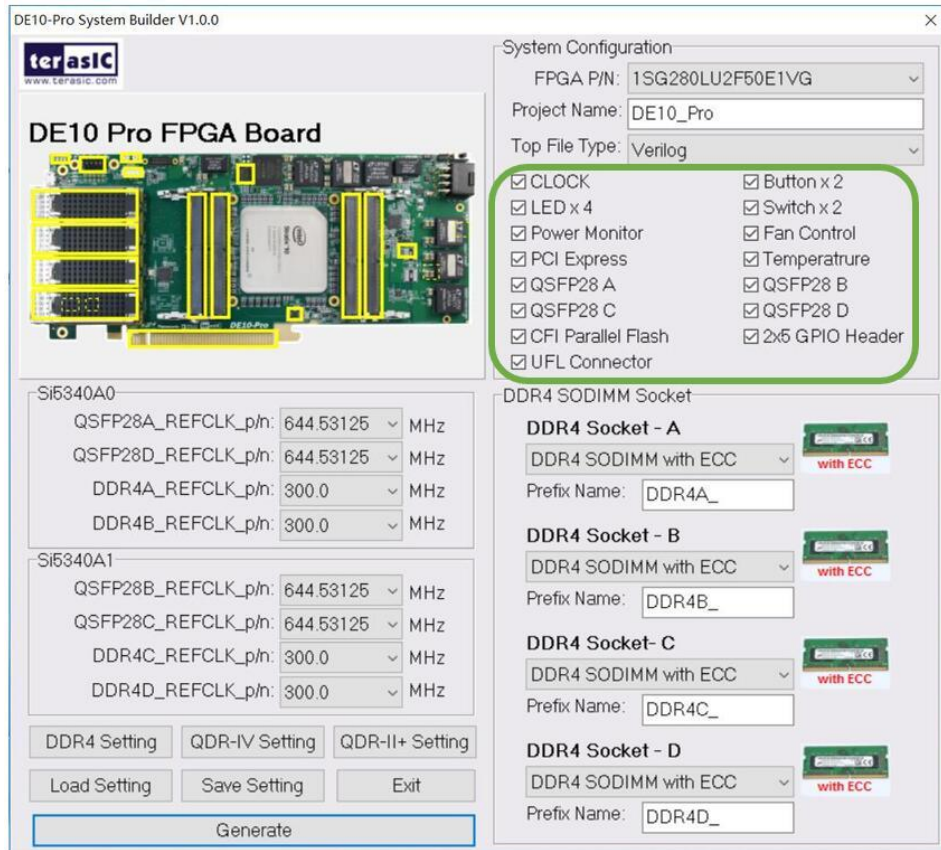 DE10-Pro System Builder V1.0.0
terasIC
www.terasic.com
DE10 Pro FPGA Board
DE10-Pro
System Configuration
FPGA P/N: 1SG280LU2F50E1VG
Project Name: DE10_Pro
Top File Type: Verilog
CLOCK Button x 2
LED x 4 Switch x 2
Power Monitor Fan Control
PCI Express Temperatrure
QSFP28 A QSFP28 B
QSFP28 C QSFP28 D
CFI Parallel Flash 2x5 GPIO Header
UFL Connector
Si5340A0
QSFP28A_REFCLK_p/n: 644.53125 MHz
QSFP28D_REFCLK_p/n: 644.53125 MHz
DDR4A_REFCLK_p/n: 300.0 MHz
DDR4B_REFCLK_p/n: 300.0 MHz
Si5340A1
QSFP28B_REFCLK_p/n: 644.53125 MHz
QSFP28C_REFCLK_p/n: 644.53125 MHz
DDR4C_REFCLK_p/n: 300.0 MHz
DDR4D_REFCLK_p/n: 300.0 MHz
DDR4 Setting QDR-IV Setting QDR-II+ Setting
Load Setting Save Setting Exit
Generate
DDR4 SODIMM Socket
DDR4 Socket - A
DDR4 SODIMM with ECC
with ECC
Prefix Name: DDR4A_
DDR4 Socket - B
DDR4 SODIMM with ECC
with ECC
Prefix Name: DDR4B_
DDR4 Socket- C
DDR4 SODIMM with ECC
with ECC
Prefix Name: DDR4C_
DDR4 Socket - D
DDR4 SODIMM with ECC
with ECC
Prefix Name: DDR4D_